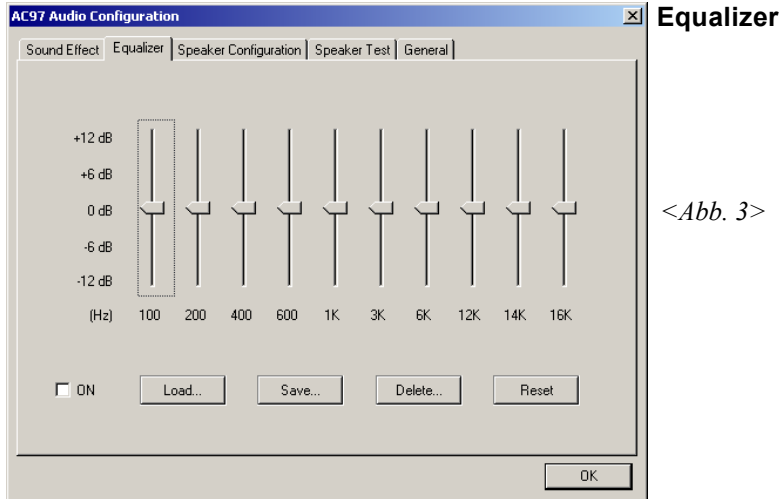 AC97 Audio Configuration
Equalizer
Sound Effect Equalizer Speaker Configuration Speaker Test General
+12 dB
+6 dB
0 dB
-6 dB
-12 dB
(Hz) 100 200 400 600 1K 3K 6K 12K 14K 16K
<Abb. 3>
ON Load... Save... Delete... Reset
OK